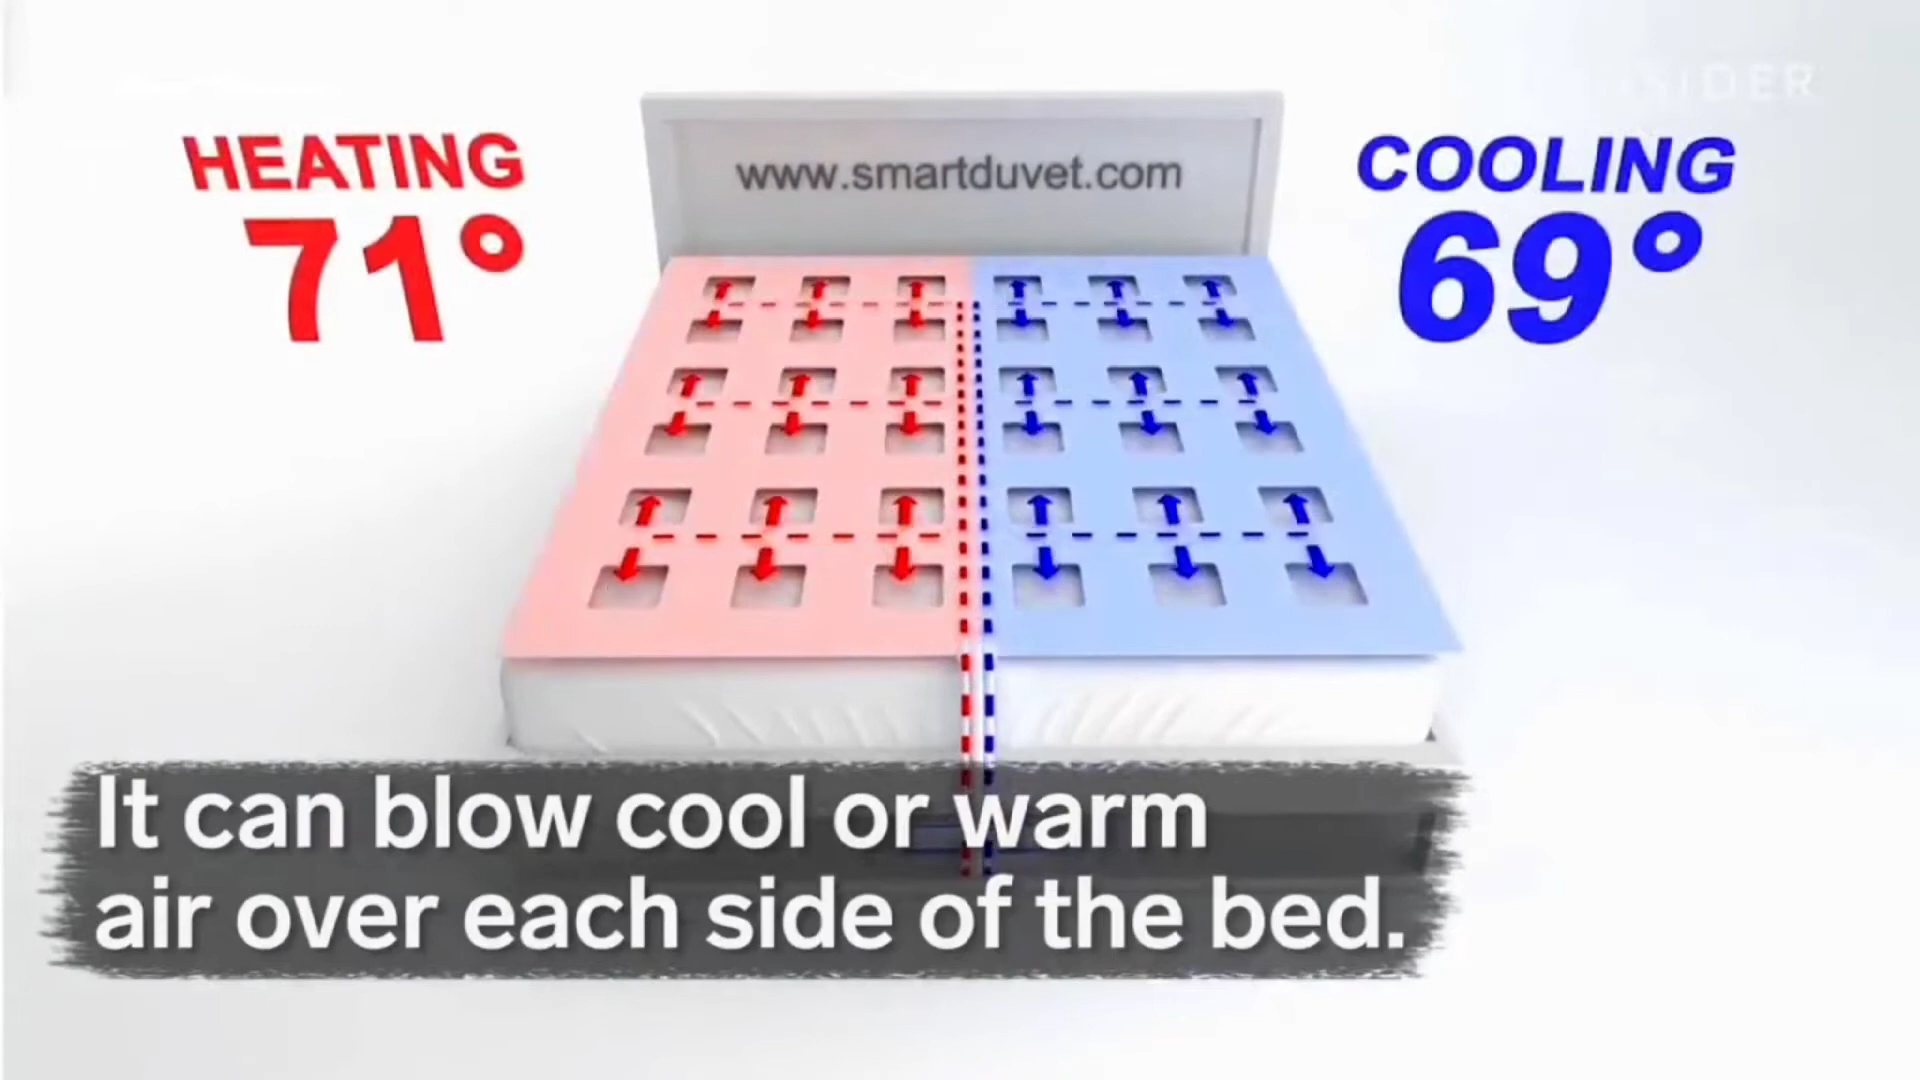 HEATING
71°
www.smartduvet.com
COOLING
69°
It can blow cool or warm
air over each side of the bed.